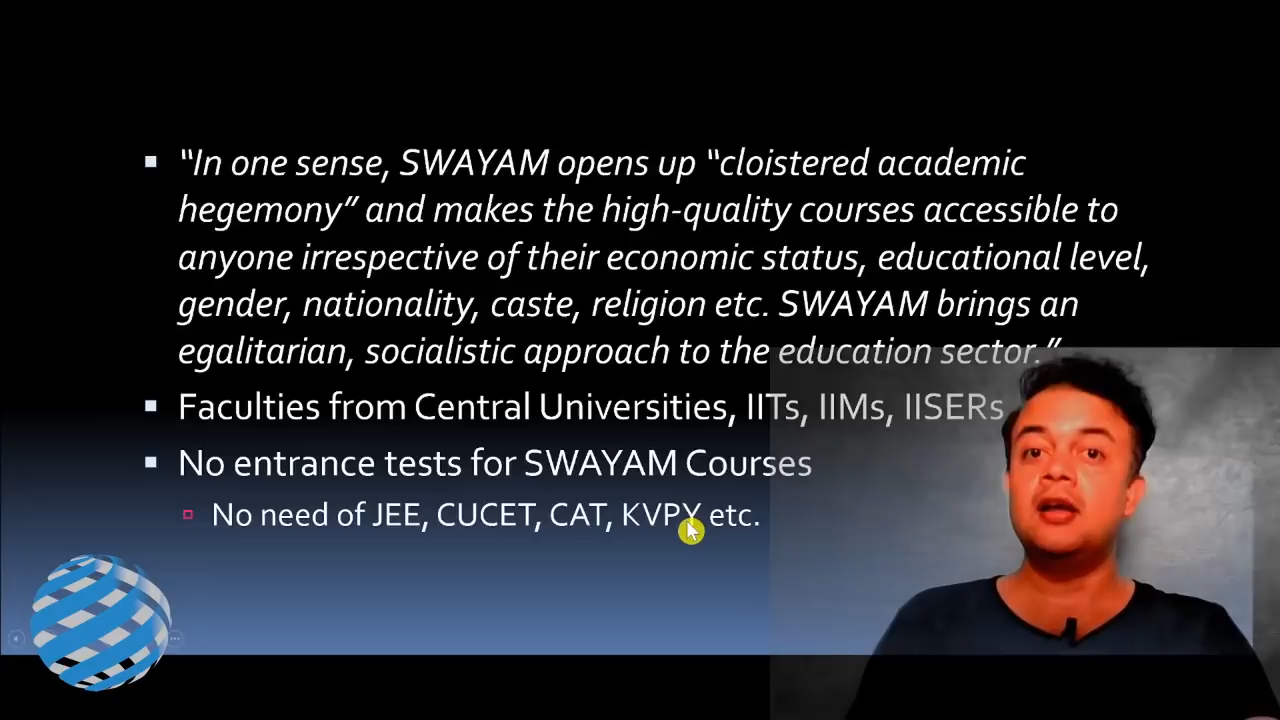 “In one sense, SWAYAM opens up “cloistered academic
hegemony” and makes the high-quality courses accessible to
anyone irrespective of their economic status, educational level,
gender, nationality, caste, religion etc. SWAYAM brings an
egalitarian, socialistic approach to the education sector.”
Faculties from Central Universities, IITs, IIMs, IISERs
No entrance tests for SWAYAM Courses
No need of JEE, CUCET, CAT, KVPY etc.